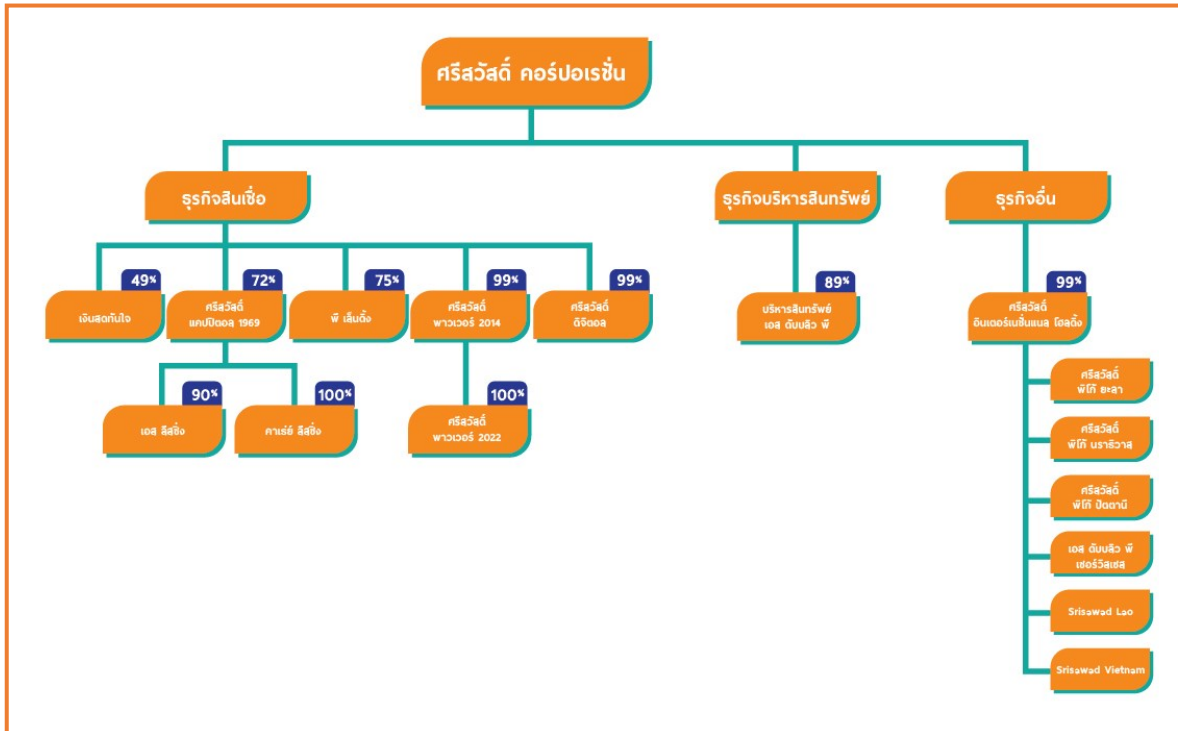 ศรีสวัสดิ์ คอร์ปอเรชั่น
ธุรกิจสินเชื่อ
ธุรกิจบริหารสินทรัพย์
ธุรกิจอื่น
49%
เงินสดทันใจ
72%
ศรีสวัสดิ์
แคปปิตอล 1969
75%
พี เล็นดิ้ง
99%
ศรีสวัสดิ์
พาวเวอร์ 2014
99%
ศรีสวัสดิ์
ดิจิตอล
89%
บริหารสินทรัพย์
เอส ดับบลิว พี
99%
ศรีสวัสดิ์
อินเตอร์เนชั่นแนล โฮลดิ้ง
90%
เอส ลีสซิ่ง
100%
คาเธ่ย์ ลีสซิ่ง
100%
ศรีสวัสดิ์
พาวเวอร์ 2022
ศรีสวัสดิ์
พิโก้ ยะลา
ศรีสวัสดิ์
พิโก้ นราธิวาส
ศรีสวัสดิ์
พิโก้ ปัตตานี
เอส ดับบลิว พี
เซอร์วิสเซส
Srisawad Lao
Srisawad Vietnam